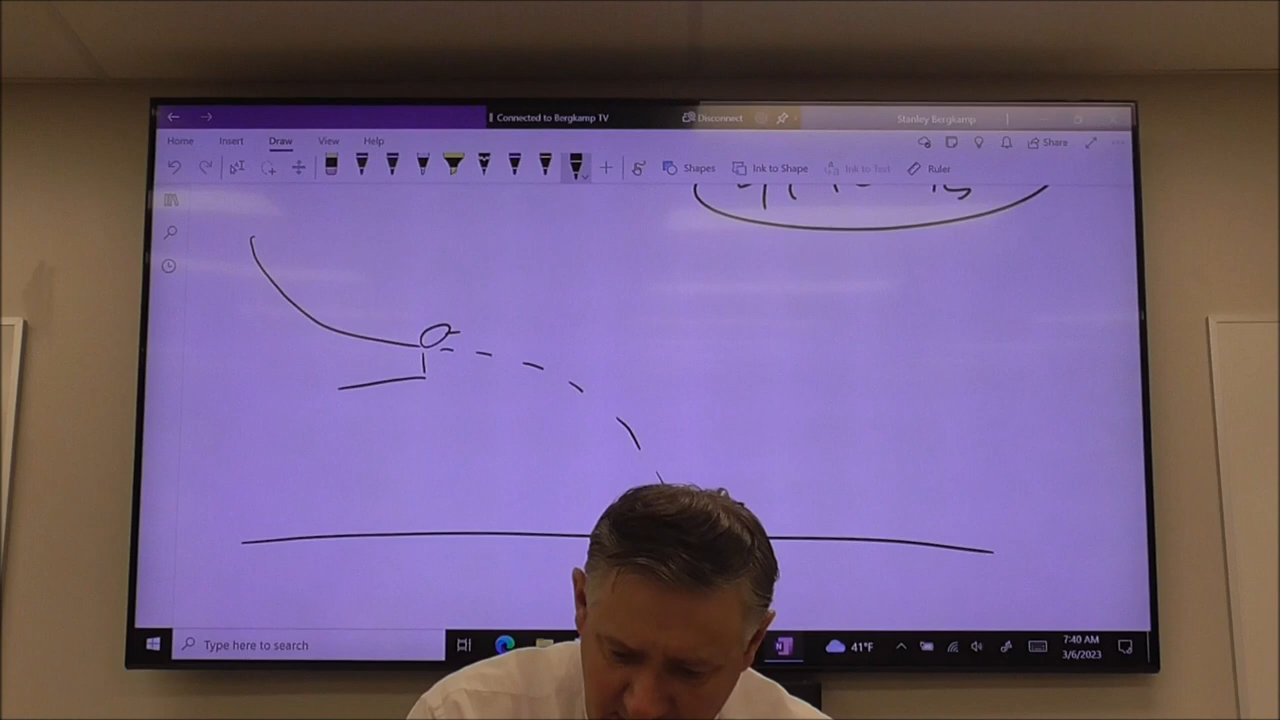 Connected to Bergkamp TV
Disconnect
Stanley Bergkamp
Home Insert Draw View Help
Share
Shapes Ink to Shape Ink to Text Ruler
Type here to search
41°F
7:40 AM
3/6/2023